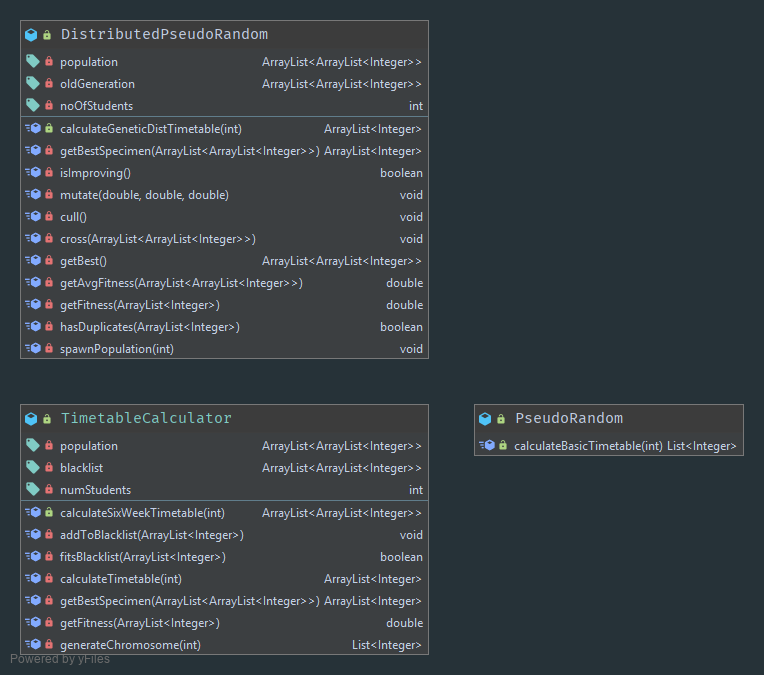 DistributedPseudoRandom
population ArrayList<ArrayList<Integer>>
oldGeneration ArrayList<ArrayList<Integer>>
noOfStudents int
calculateGeneticDistTimetable(int) ArrayList<Integer>
getBestSpecimen(ArrayList<ArrayList<Integer>>) ArrayList<Integer>
isImproving() boolean
mutate(double, double, double) void
cull() void
cross(ArrayList<ArrayList<Integer>>) void
getBest() ArrayList<ArrayList<Integer>>
getAvgFitness(ArrayList<ArrayList<Integer>>) double
getFitness(ArrayList<Integer>) double
hasDuplicates(ArrayList<Integer>) boolean
spawnPopulation(int) void
TimetableCalculator
population ArrayList<ArrayList<Integer>>
blacklist ArrayList<ArrayList<Integer>>
numStudents int
calculateSixWeekTimetable(int) ArrayList<ArrayList<Integer>>
addToBlacklist(ArrayList<Integer>) void
fitsBlacklist(ArrayList<Integer>) boolean
calculateTimetable(int) ArrayList<Integer>
getBestSpecimen(ArrayList<ArrayList<Integer>>) ArrayList<Integer>
getFitness(ArrayList<Integer>) double
generateChromosome(int) List<Integer>
PseudoRandom
calculateBasicTimetable(int) List<Integer>
Powered by yFiles